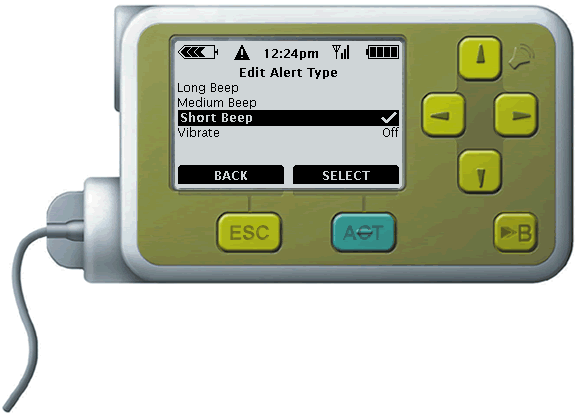 12:24pm
Edit Alert Type
Long Beep
Medium Beep
Short Beep
Vibrate Off
BACK SELECT
ESC ACT B